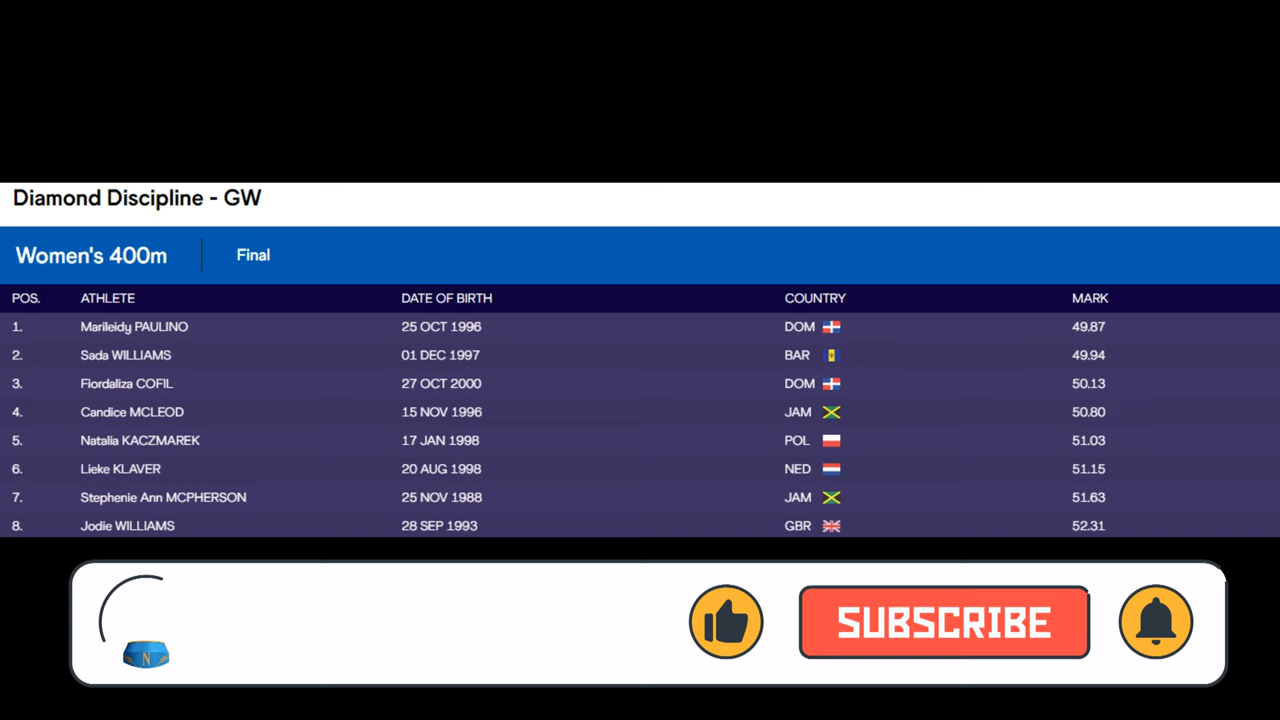 Diamond Discipline - GW
Women's 400m Final
POS. ATHLETE DATE OF BIRTH COUNTRY MARK
1. Marileidy PAULINO 25 OCT 1996 DOM 49.87
2. Sada WILLIAMS 01 DEC 1997 BAR 49.94
3. Fiordaliza COFIL 27 OCT 2000 DOM 50.13
4. Candice MCLEOD 15 NOV 1996 JAM 50.80
5. Natalia KACZMAREK 17 JAN 1998 POL 51.03
6. Lieke KLAVER 20 AUG 1998 NED 51.15
7. Stephenie Ann MCPHERSON 25 NOV 1988 JAM 51.63
8. Jodie WILLIAMS 28 SEP 1993 GBR 52.31
N SUBSCRIBE